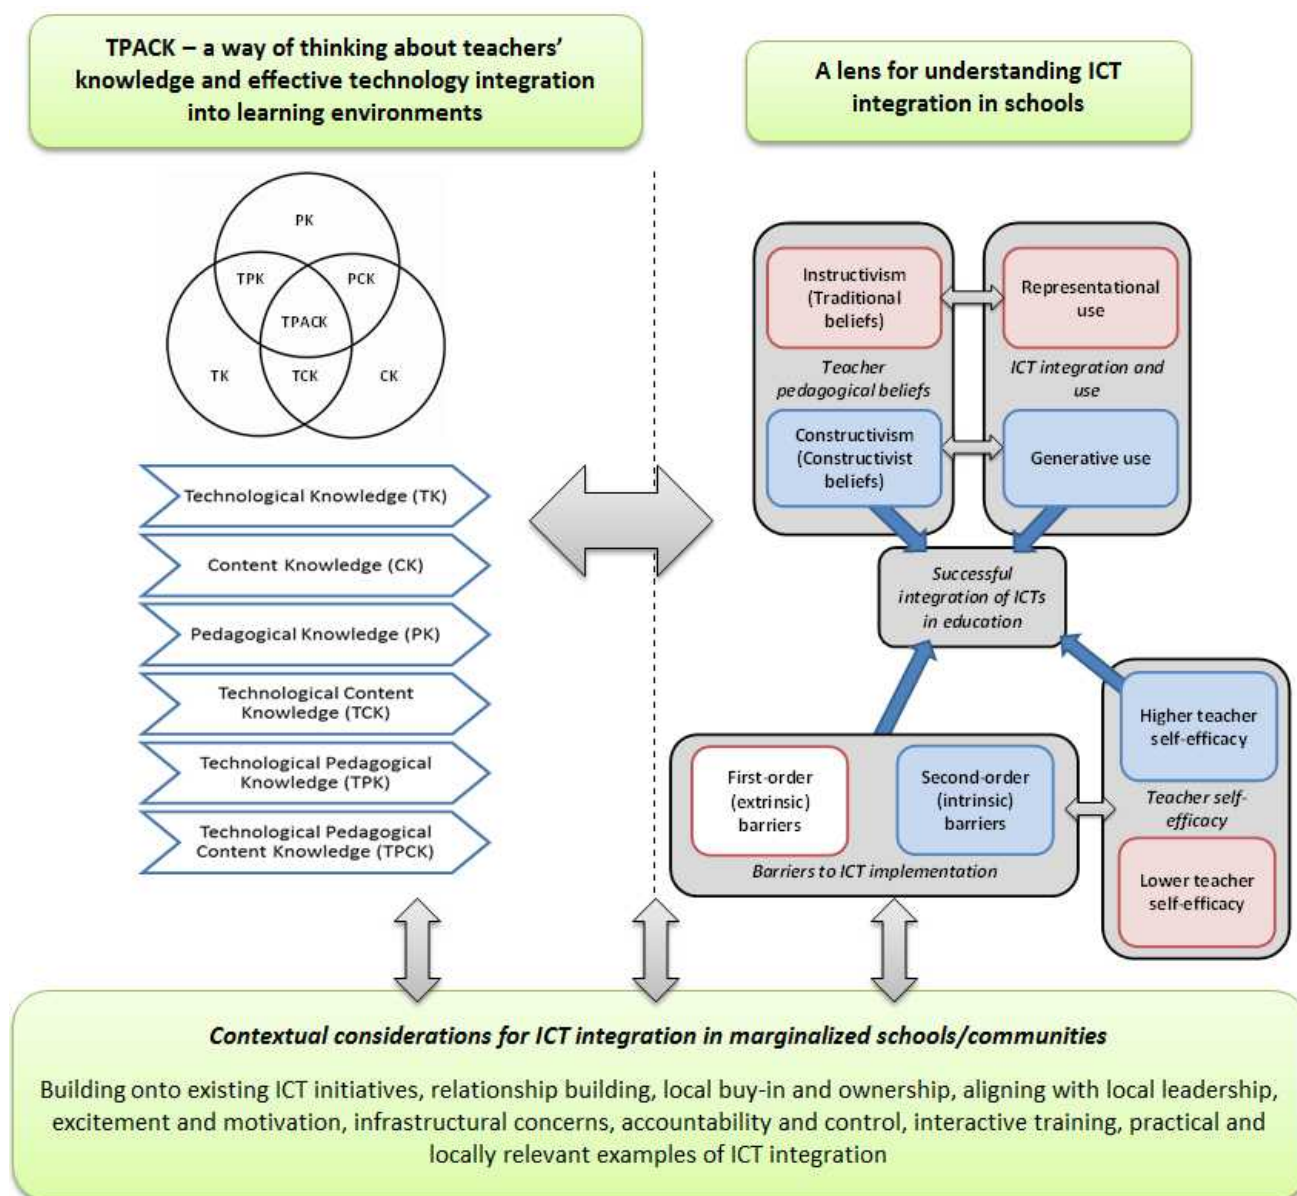 TPACK – a way of thinking about teachers’
knowledge and effective technology integration
into learning environments
A lens for understanding ICT
integration in schools
PK
TPK
PCK
TPACK
TK
TCK
CK
Technological Knowledge (TK)
Content Knowledge (CK)
Pedagogical Knowledge (PK)
Technological Content
Knowledge (TCK)
Technological Pedagogical
Knowledge (TPK)
Technological Pedagogical
Content Knowledge (TPCK)
Instructivism
(Traditional
beliefs)
Teacher
pedagogical beliefs
Constructivism
(Constructivist
beliefs)
Representational
use
ICT integration and
use
Generative use
Successful
integration of ICTs
in education
First-order
(extrinsic)
barriers
Second-order
(intrinsic)
barriers
Barriers to ICT implementation
Higher teacher
self-efficacy
Teacher self-
efficacy
Lower teacher
self-efficacy
Contextual considerations for ICT integration in marginalized schools/communities
Building onto existing ICT initiatives, relationship building, local buy-in and ownership, aligning with local leadership,
excitement and motivation, infrastructural concerns, accountability and control, interactive training, practical and
locally relevant examples of ICT integration